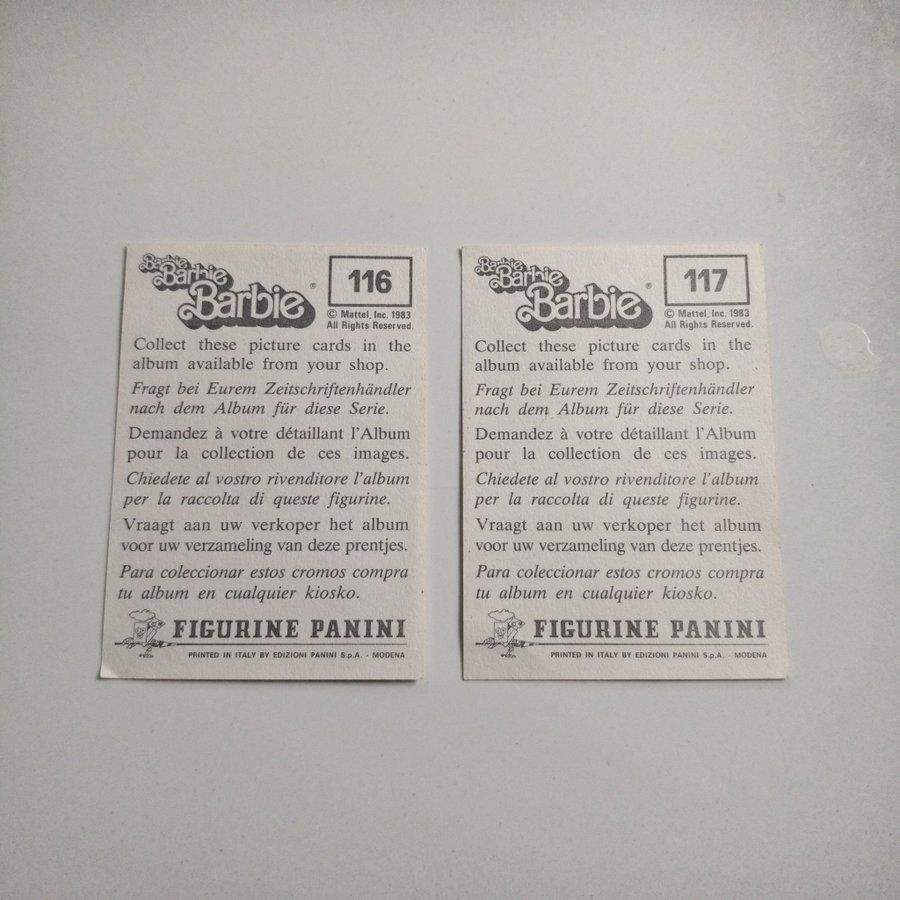 Barbie
Barbie
Barbie®
116
© Mattel, Inc. 1983
All Rights Reserved.
Collect these picture cards in the
album available from your shop.
Fragt bei Eurem Zeitschriftenhändler
nach dem Album für diese Serie.
Demandez à votre détaillant l'Album
pour la collection de ces images.
Chiedete al vostro rivenditore l'album
per la raccolta di queste figurine.
Vraagt aan uw verkoper het album
voor uw verzameling van deze prentjes.
Para coleccionar estos cromos compra
tu album en cualquier kiosko.
FIGURINE PANINI
PRINTED IN ITALY BY EDIZIONI PANINI S.p.A. - MODENA
Barbie
Barbie
Barbie®
117
© Mattel, Inc. 1983
All Rights Reserved.
Collect these picture cards in the
album available from your shop.
Fragt bei Eurem Zeitschriftenhändler
nach dem Album für diese Serie.
Demandez à votre détaillant l'Album
pour la collection de ces images.
Chiedete al vostro rivenditore l'album
per la raccolta di queste figurine.
Vraagt aan uw verkoper het album
voor uw verzameling van deze prentjes.
Para coleccionar estos cromos compra
tu album en cualquier kiosko.
FIGURINE PANINI
PRINTED IN ITALY BY EDIZIONI PANINI S.p.A. - MODENA